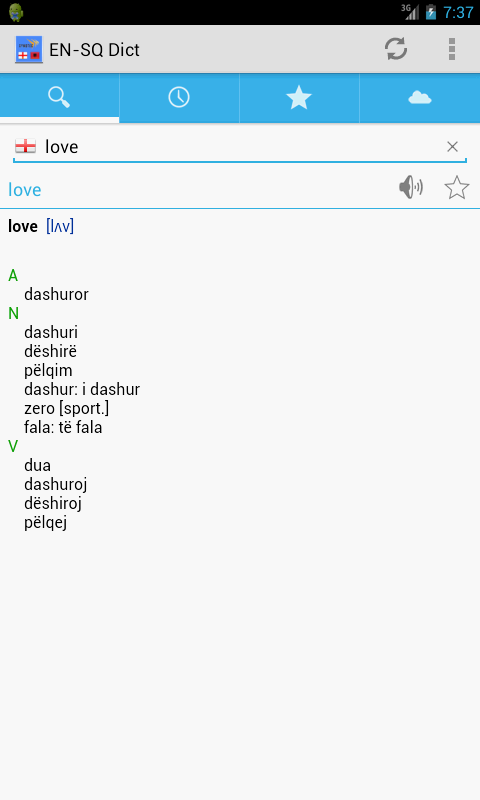 3G 7:37
EN-SQ Dict
love
love
love [lʌv]
A
dashuror
N
dashuri
dëshirë
pëlqim
dashur: i dashur
zero [sport.]
fala: të fala
V
dua
dashuroj
dëshiroj
pëlqej